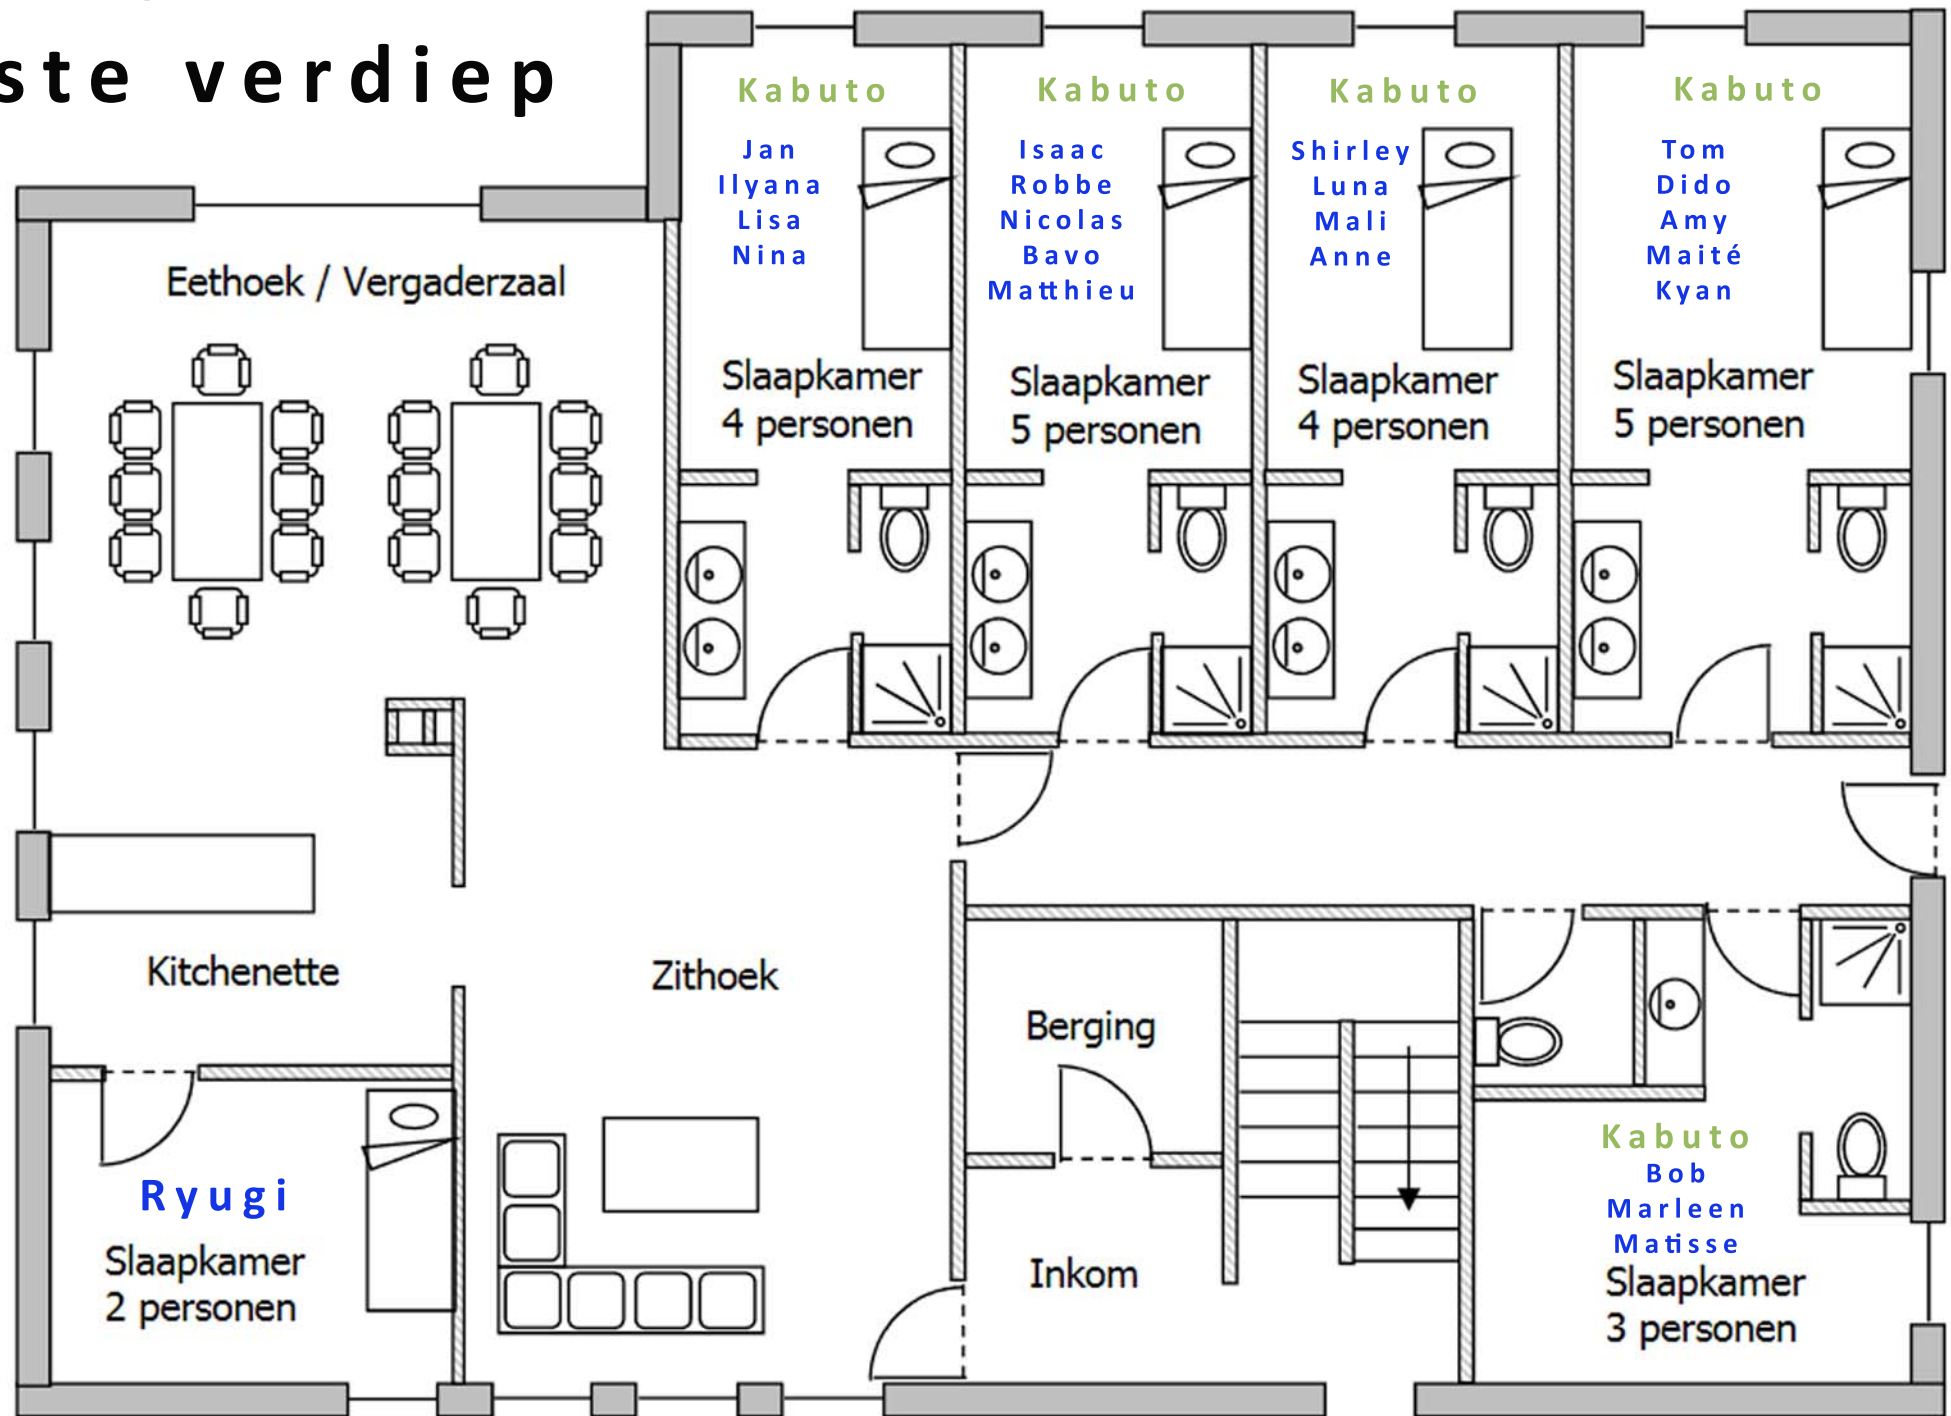 ste verdiep
Kabuto
Jan
Ilyana
Lisa
Nina
Slaapkamer
4 personen
Kabuto
Isaac
Robbe
Nicolas
Bavo
Matthieu
Slaapkamer
5 personen
Kabuto
Shirley
Luna
Mali
Anne
Slaapkamer
4 personen
Kabuto
Tom
Dido
Amy
Maité
Kyan
Slaapkamer
5 personen
Eethoek / Vergaderzaal
Kitchenette
Zithoek
Berging
Inkom
Ryugi
Slaapkamer
2 personen
Kabuto
Bob
Marleen
Matisse
Slaapkamer
3 personen